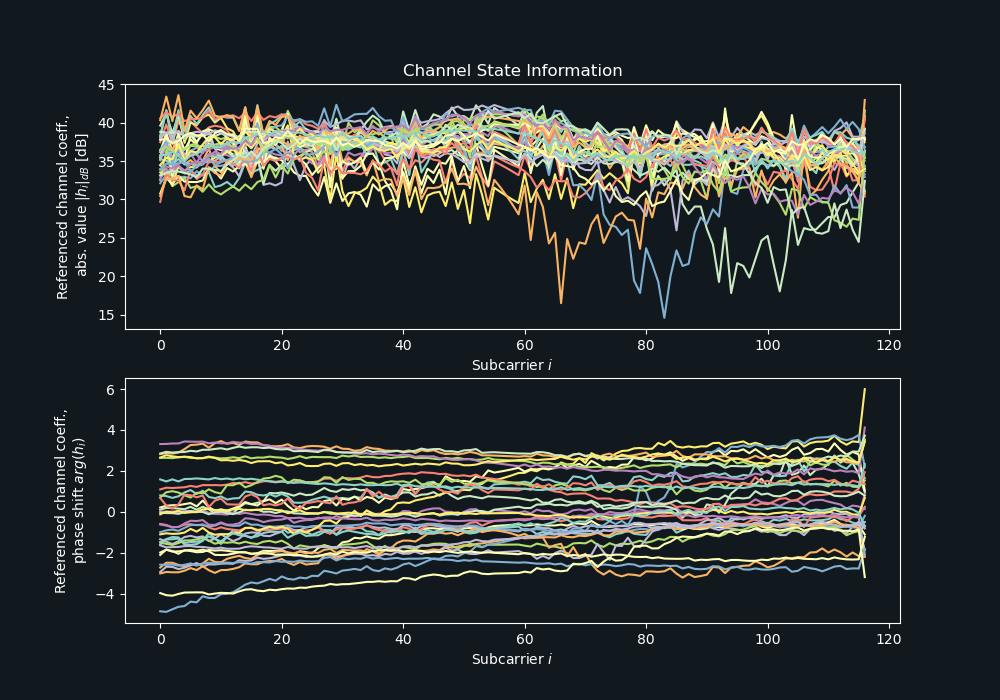 Channel State Information
Referenced channel coeff.,
abs. value |h_i|_dB [dB]
45
40
35
30
25
20
15
0 20 40 60 80 100 120
Subcarrier i
Referenced channel coeff.,
phase shift arg(h_i)
6
4
2
0
−2
−4
0 20 40 60 80 100 120
Subcarrier i